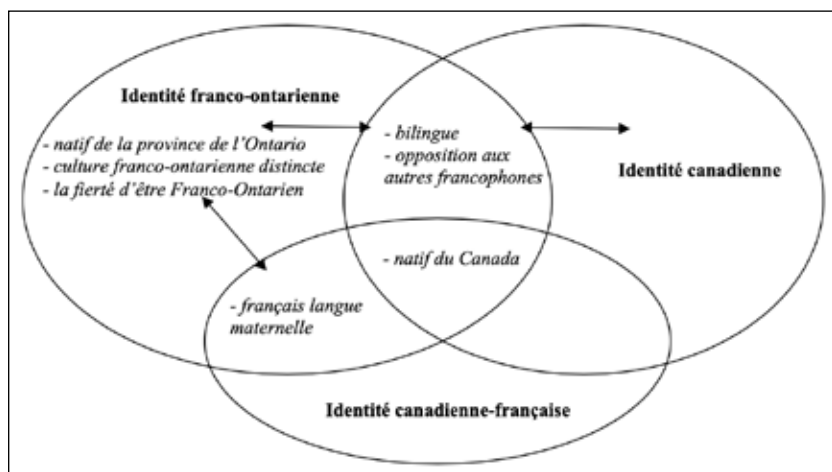 Identité franco-ontarienne
- natif de la province de l'Ontario
- culture franco-ontarienne distincte
- la fierté d'être Franco-Ontarien
- bilingue
- opposition aux
autres francophones
Identité canadienne
- natif du Canada
- français langue
maternelle
Identité canadienne-française